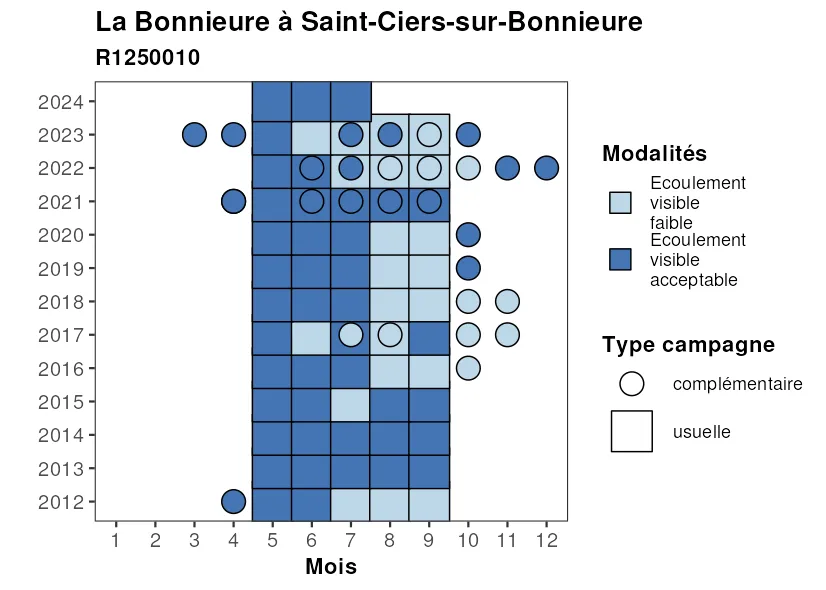 La Bonnieure à Saint-Ciers-sur-Bonnieure
R1250010
2024
2023
2022
2021
2020
2019
2018
2017
2016
2015
2014
2013
2012
1 2 3 4 5 6 7 8 9 10 11 12
Mois
Modalités
Ecoulement
visible
faible
Ecoulement
visible
acceptable
Type campagne
complémentaire
usuelle